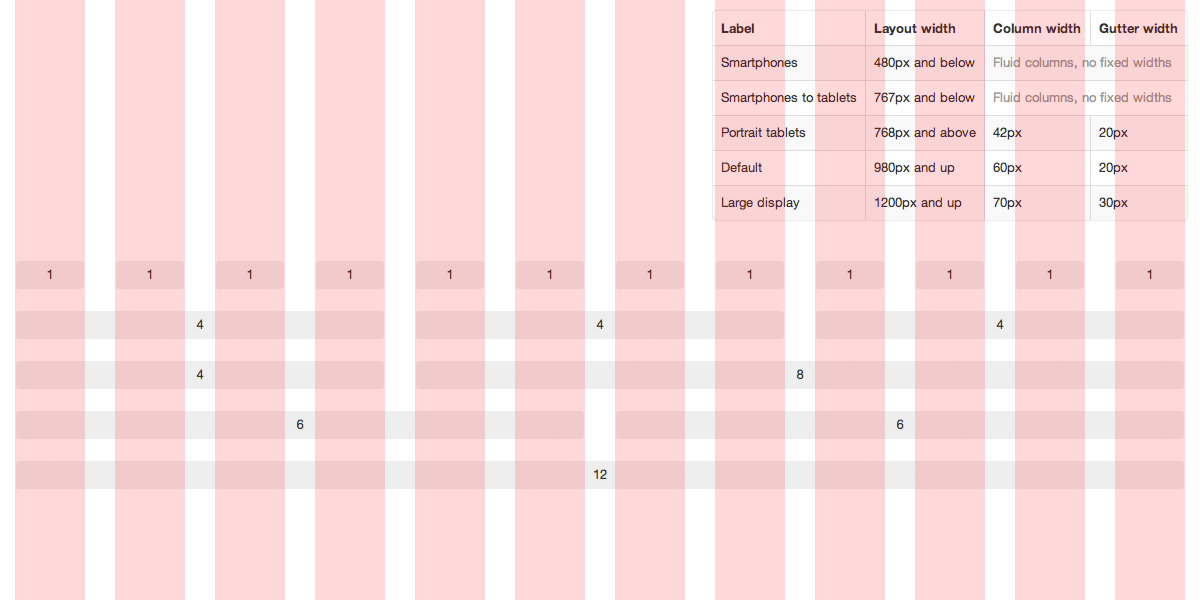 Label Layout width Column width Gutter width
Smartphones 480px and below Fluid columns, no fixed widths
Smartphones to tablets 767px and below Fluid columns, no fixed widths
Portrait tablets 768px and above 42px 20px
Default 980px and up 60px 20px
Large display 1200px and up 70px 30px
1 1 1 1 1 1 1 1 1 1 1 1
4 4 4
4 8
6 6
12